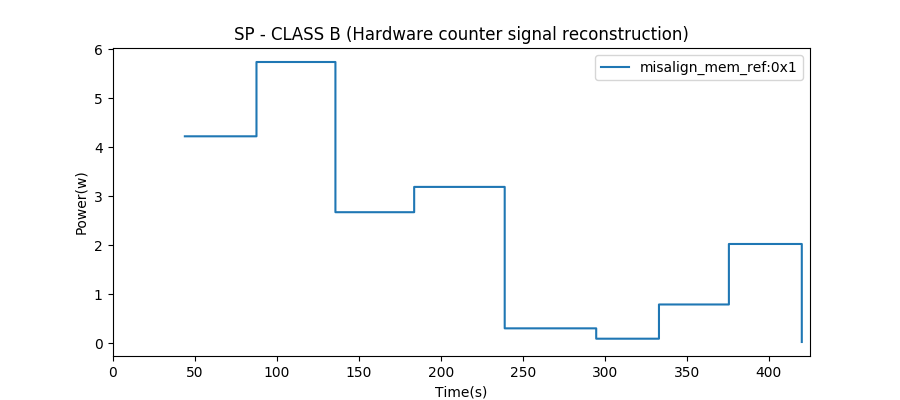 SP - CLASS B (Hardware counter signal reconstruction)
misalign_mem_ref:0x1
6
5
4
3
2
1
0
Power(w)
0 50 100 150 200 250 300 350 400
Time(s)